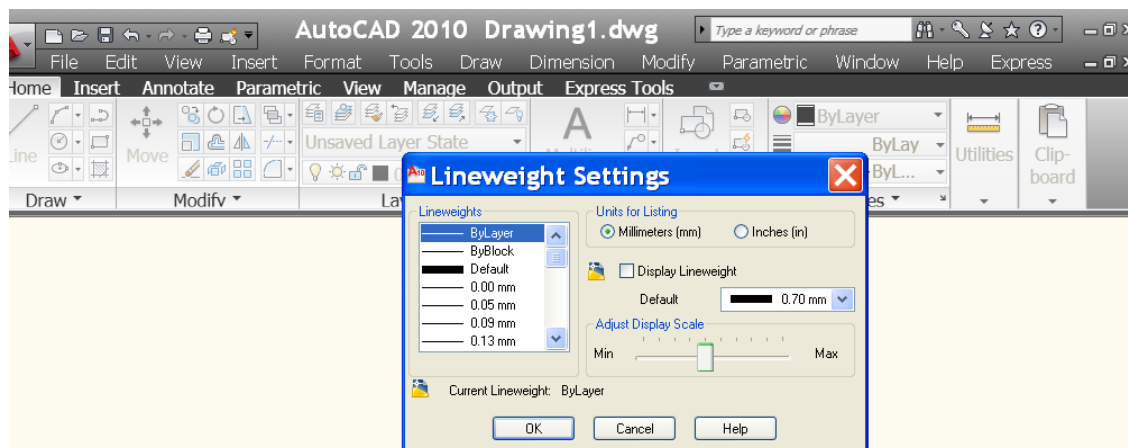 AutoCAD 2010 Drawing1.dwg Type a keyword or phrase
File Edit View Insert Format Tools Draw Dimension Modify Parametric Window Help Express
Home Insert Annotate Parametric View Manage Output Express Tools
Unsaved Layer State
A
ByLayer
Line
Move
ByLay
ByL...
Utilities
Clip-
board
Draw
Modify
La
es
Lineweight Settings
Lineweights
ByLayer
ByBlock
Default
0.00 mm
0.05 mm
0.09 mm
0.13 mm
Units for Listing
Millimeters (mm) Inches (in)
Display Lineweight
Default 0.70 mm
Adjust Display Scale
Min Max
Current Lineweight: ByLayer
OK Cancel Help